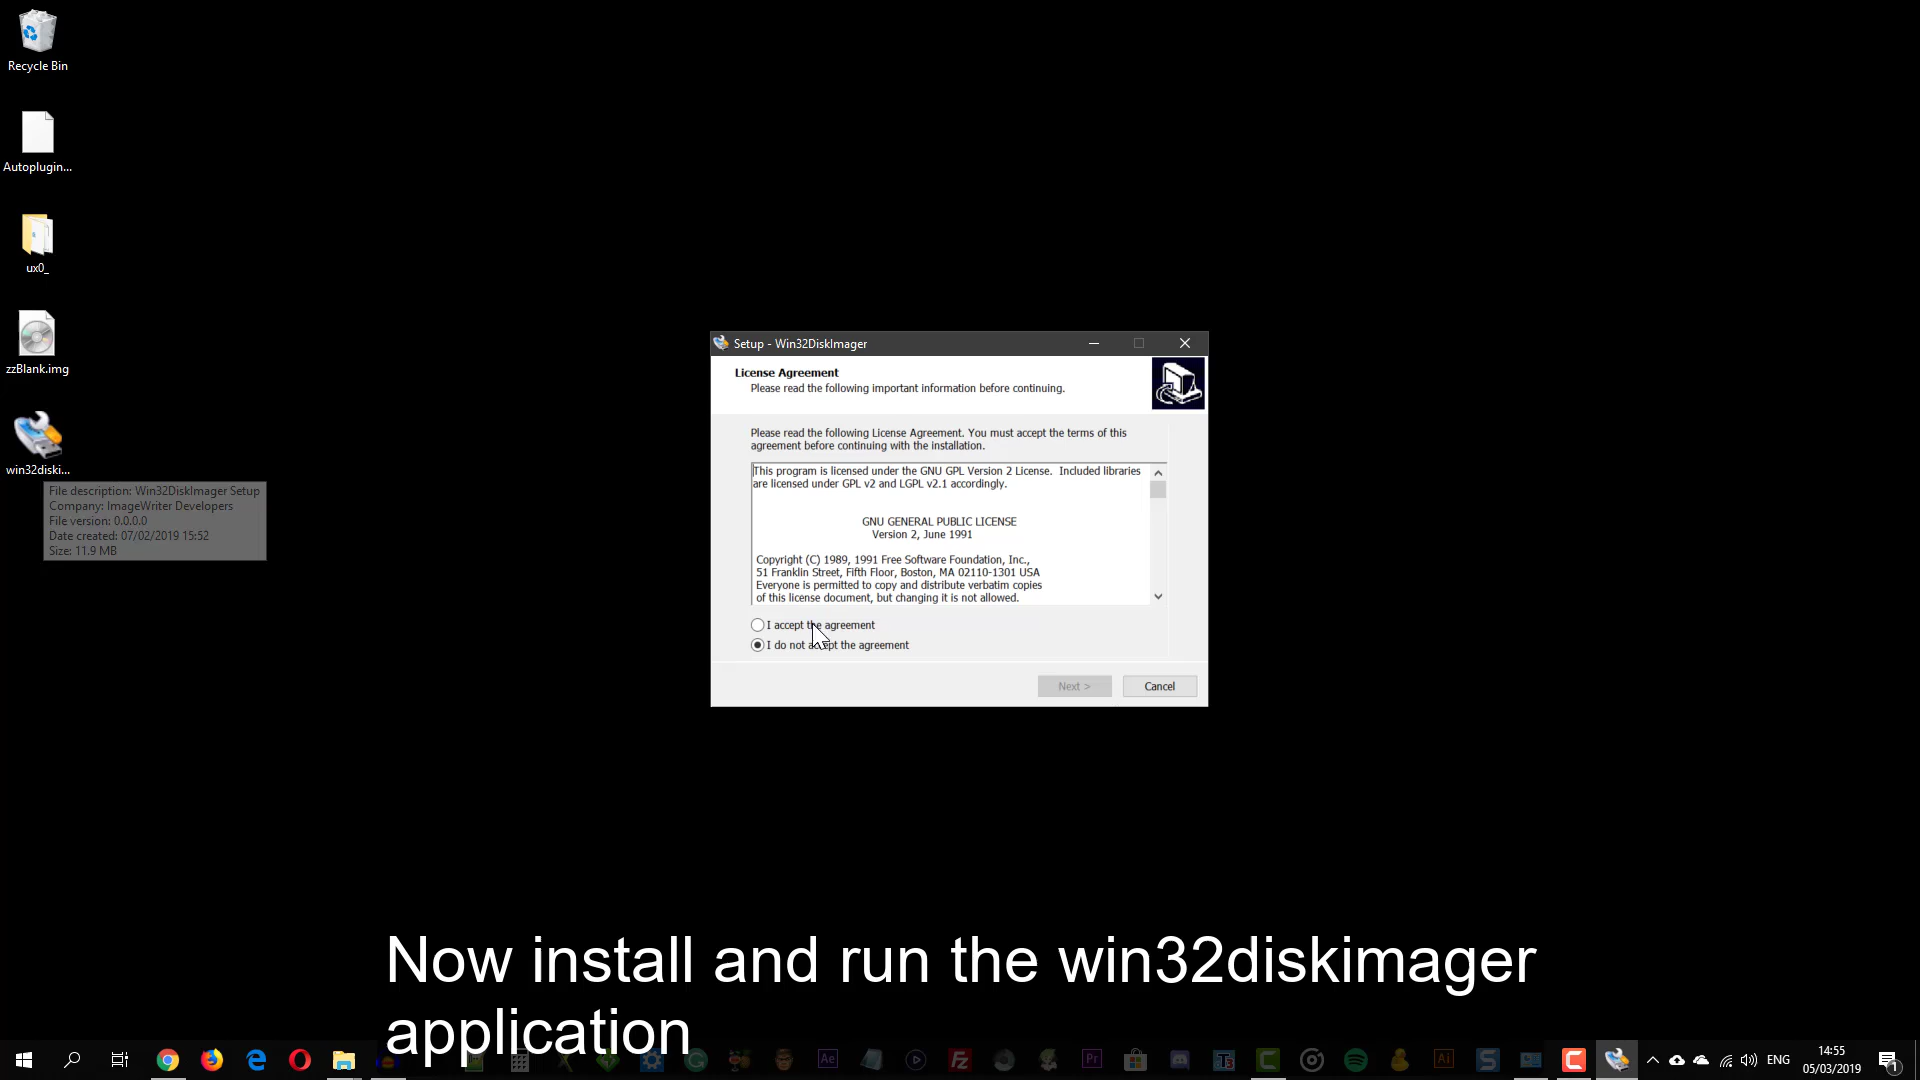 Recycle Bin
Autoplugin...
ux0_
zzBlank.img
win32diski...
File description: Win32DiskImager Setup
Company: ImageWriter Developers
File version: 0.0.0.0
Date created: 07/02/2019 15:52
Size: 11.9 MB
Setup - Win32DiskImager
License Agreement
Please read the following important information before continuing.
Please read the following License Agreement. You must accept the terms of this
agreement before continuing with the installation.
This program is licensed under the GNU GPL Version 2 License. Included libraries
are licensed under GPL v2 and LGPL v2.1 accordingly.
GNU GENERAL PUBLIC LICENSE
Version 2, June 1991
Copyright (C) 1989, 1991 Free Software Foundation, Inc.,
51 Franklin Street, Fifth Floor, Boston, MA 02110-1301 USA
Everyone is permitted to copy and distribute verbatim copies
of this license document, but changing it is not allowed.
I accept the agreement
I do not accept the agreement
Next >
Cancel
Now install and run the win32diskimager
application
Ae
Fz
Pr
Ai
S
ENG
14:55
05/03/2019
1